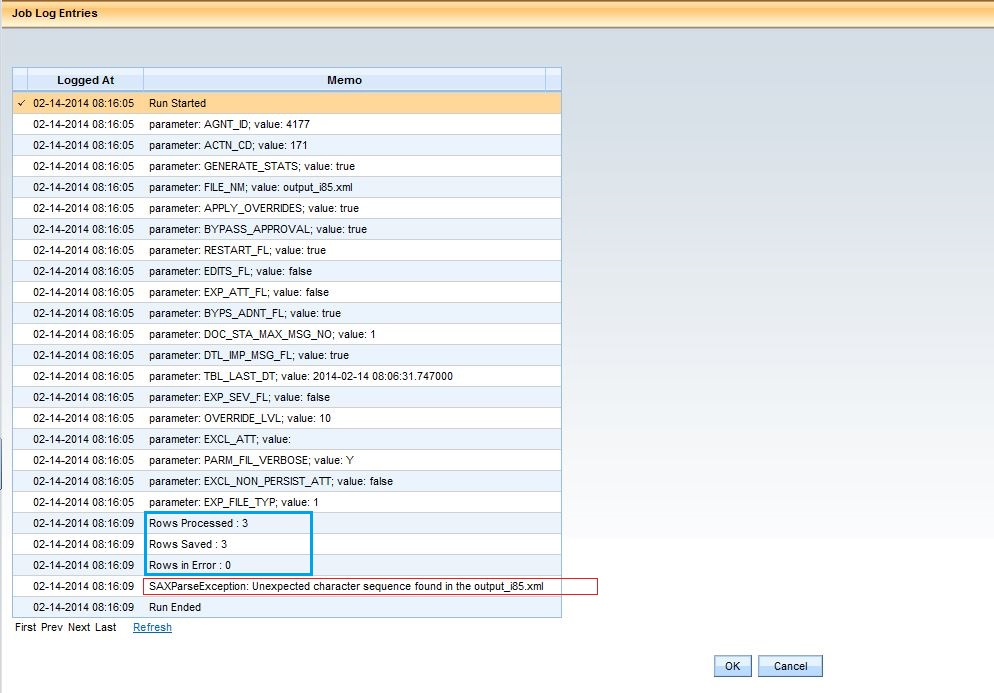 Job Log Entries
Logged At Memo
✓ 02-14-2014 08:16:05 Run Started
02-14-2014 08:16:05 parameter: AGNT_ID; value: 4177
02-14-2014 08:16:05 parameter: ACTN_CD; value: 171
02-14-2014 08:16:05 parameter: GENERATE_STATS; value: true
02-14-2014 08:16:05 parameter: FILE_NM; value: output_i85.xml
02-14-2014 08:16:05 parameter: APPLY_OVERRIDES; value: true
02-14-2014 08:16:05 parameter: BYPASS_APPROVAL; value: true
02-14-2014 08:16:05 parameter: RESTART_FL; value: true
02-14-2014 08:16:05 parameter: EDITS_FL; value: false
02-14-2014 08:16:05 parameter: EXP_ATT_FL; value: false
02-14-2014 08:16:05 parameter: BYPS_ADNT_FL; value: true
02-14-2014 08:16:05 parameter: DOC_STA_MAX_MSG_NO; value: 1
02-14-2014 08:16:05 parameter: DTL_IMP_MSG_FL; value: true
02-14-2014 08:16:05 parameter: TBL_LAST_DT; value: 2014-02-14 08:06:31.747000
02-14-2014 08:16:05 parameter: EXP_SEV_FL; value: false
02-14-2014 08:16:05 parameter: OVERRIDE_LVL; value: 10
02-14-2014 08:16:05 parameter: EXCL_ATT; value:
02-14-2014 08:16:05 parameter: PARM_FIL_VERBOSE; value: Y
02-14-2014 08:16:05 parameter: EXCL_NON_PERSIST_ATT; value: false
02-14-2014 08:16:05 parameter: EXP_FILE_TYP; value: 1
02-14-2014 08:16:09 Rows Processed : 3
02-14-2014 08:16:09 Rows Saved : 3
02-14-2014 08:16:09 Rows in Error : 0
02-14-2014 08:16:09 SAXParseException: Unexpected character sequence found in the output_i85.xml
02-14-2014 08:16:09 Run Ended
First Prev Next Last Refresh
OK Cancel